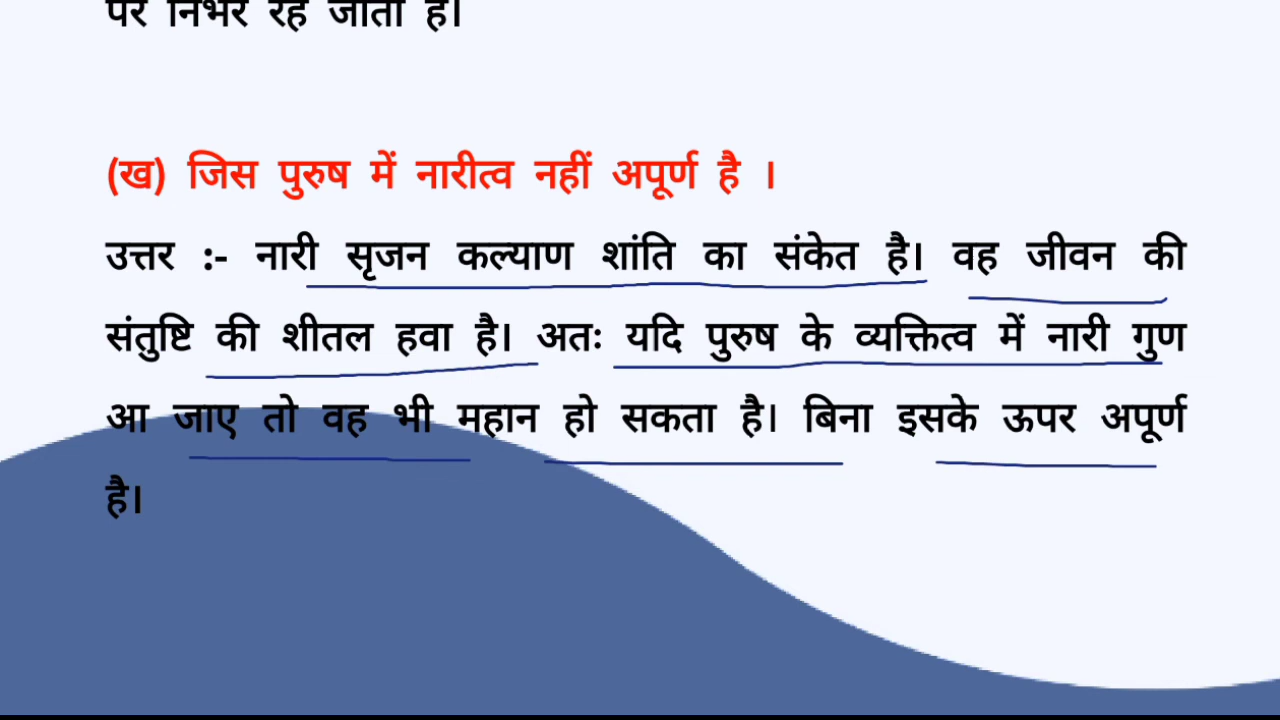 पर निर्भर रह जाता है।
(ख) जिस पुरुष में नारीत्व नहीं अपूर्ण है ।
उत्तर :- नारी सृजन कल्याण शांति का संकेत है। वह जीवन की
संतुष्टि की शीतल हवा है। अतः यदि पुरुष के व्यक्तित्व में नारी गुण
आ जाए तो वह भी महान हो सकता है। बिना इसके ऊपर अपूर्ण
है।